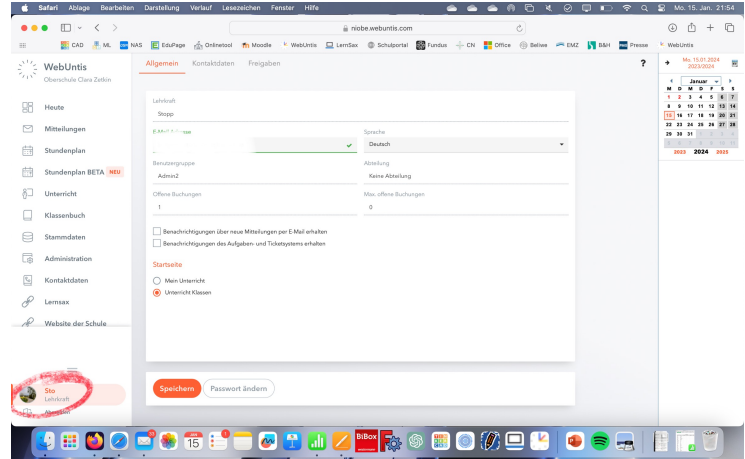 Safari Ablage Bearbeiten Darstellung Verlauf Lesezeichen Fenster Hilfe Mo. 15. Jan. 21:54
niobe.webuntis.com
CAD ML NAS EduPage Onlinetool Moodle WebUntis LernSax Schulportal Fundus CN Office Beliwe EMZ B&H Presse WebUntis
WebUntis
Oberschule Clara Zetkin
Heute
Mitteilungen
Stundenplan
Stundenplan BETA NEU
Unterricht
Klassenbuch
Stammdaten
Administration
Kontaktdaten
Lernsax
Website der Schule
Sto
Lehrkraft
Allgemein Kontaktdaten Freigaben ?
Lehrkraft
Stopp
Sprache
Deutsch
Benutzergruppe Abteilung
Admin2 Keine Abteilung
Offene Buchungen Max. offene Buchungen
1 0
Benachrichtigungen über neue Mitteilungen per E-Mail erhalten
Benachrichtigungen des Aufgaben- und Ticketsystems erhalten
Startseite
Mein Unterricht
Unterricht Klassen
Speichern Passwort ändern
Mo. 15.01.2024
2023/2024
Januar
M D M D F S S
1 2 3 4 5 6 7
8 9 10 11 12 13 14
15 16 17 18 19 20 21
22 23 24 25 26 27 28
29 30 31
2023 2024 2025
15
BiBox